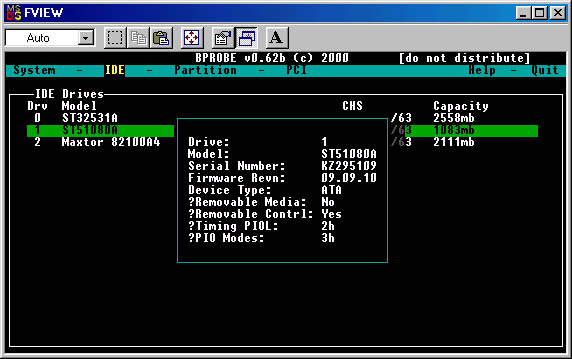 FVIEW
Auto
A
BPROBE v0.62b (c) 2000 [do not distribute]
System - IDE - Partition - PCI Help - Quit
IDE Drives
Drv Model CHS Capacity
0 ST32531A /63 2558mb
1 ST51080A /63 1083mb
2 Maxtor 82100A4 /63 2111mb
Drive: 1
Model: ST51080A
Serial Number: KZ295109
Firmware Revn: 09.09.10
Device Type: ATA
?Removable Media: No
?Removable Contrl: Yes
?Timing PIOL: 2h
?PIO Modes: 3h